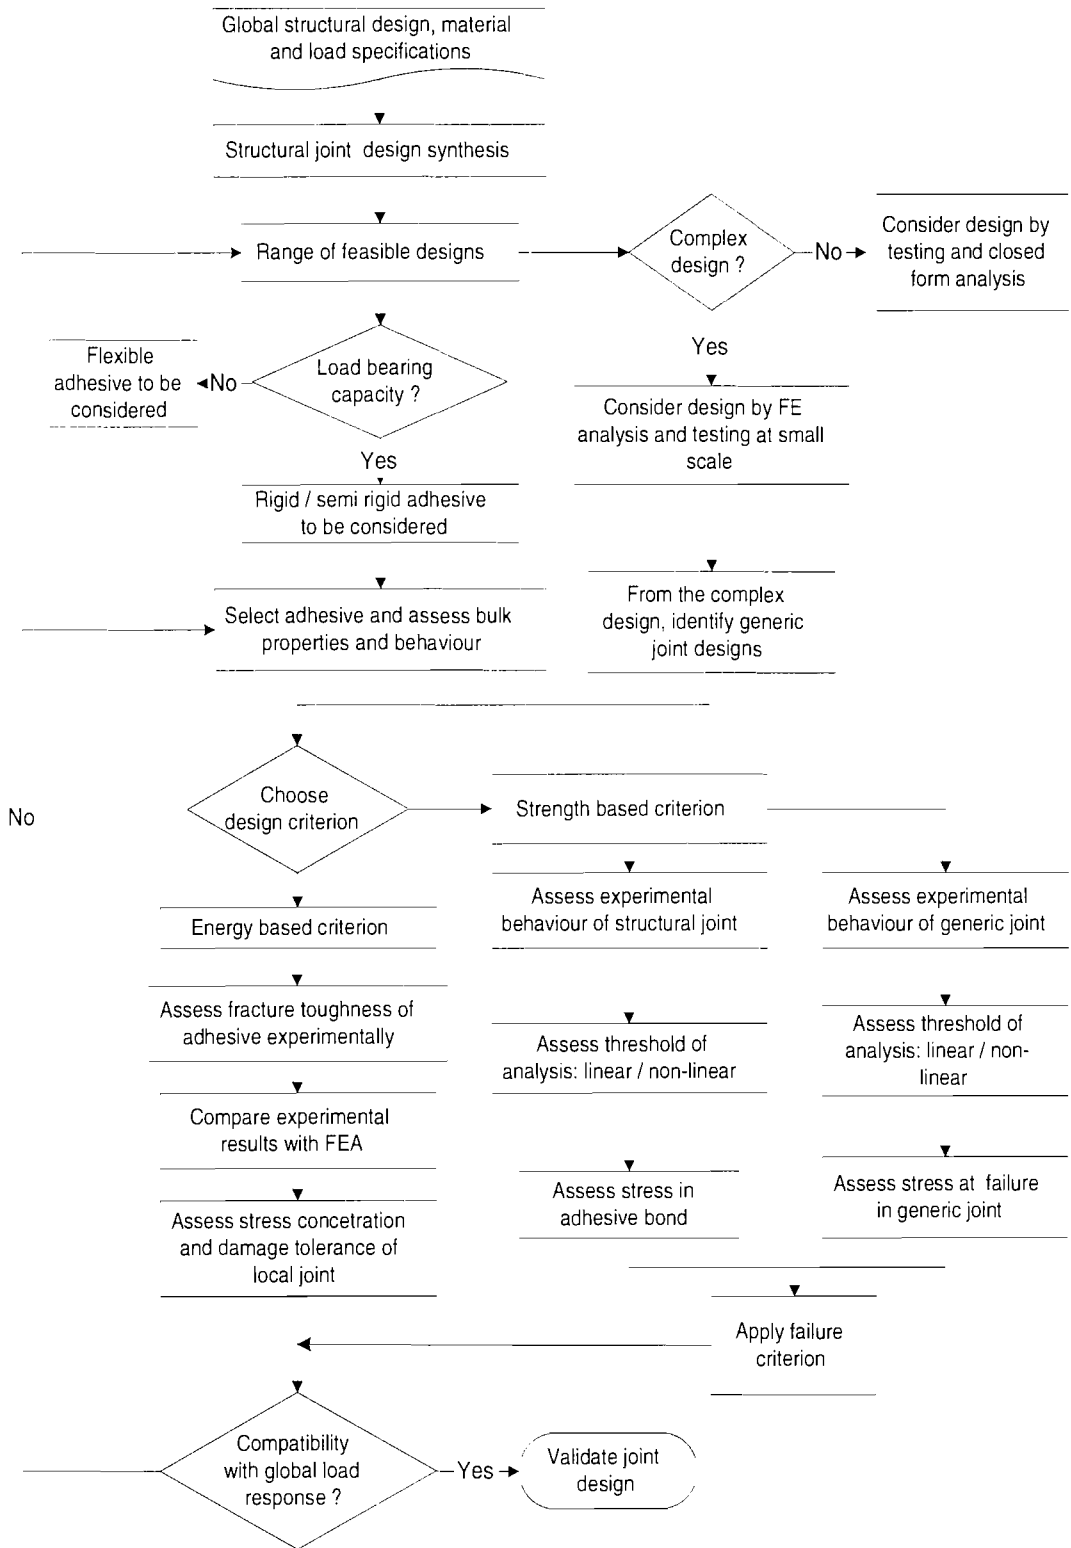 Global structural design, material
and load specifications
Structural joint design synthesis
Range of feasible designs
Complex
design ?
No
Consider design by
testing and closed
form analysis
Flexible
adhesive to be
considered
No
Load bearing
capacity ?
Yes
Consider design by FE
analysis and testing at small
scale
Yes
Rigid / semi rigid adhesive
to be considered
Select adhesive and assess bulk
properties and behaviour
From the complex
design, identify generic
joint designs
No
Choose
design criterion
Strength based criterion
Energy based criterion
Assess experimental
behaviour of structural joint
Assess experimental
behaviour of generic joint
Assess fracture toughness of
adhesive experimentally
Assess threshold of
analysis: linear / non-linear
Assess threshold of
analysis: linear / non-
linear
Compare experimental
results with FEA
Assess stress in
adhesive bond
Assess stress at failure
in generic joint
Assess stress concetration
and damage tolerance of
local joint
Apply failure
criterion
Compatibility
with global load
response ?
Yes
Validate joint
design